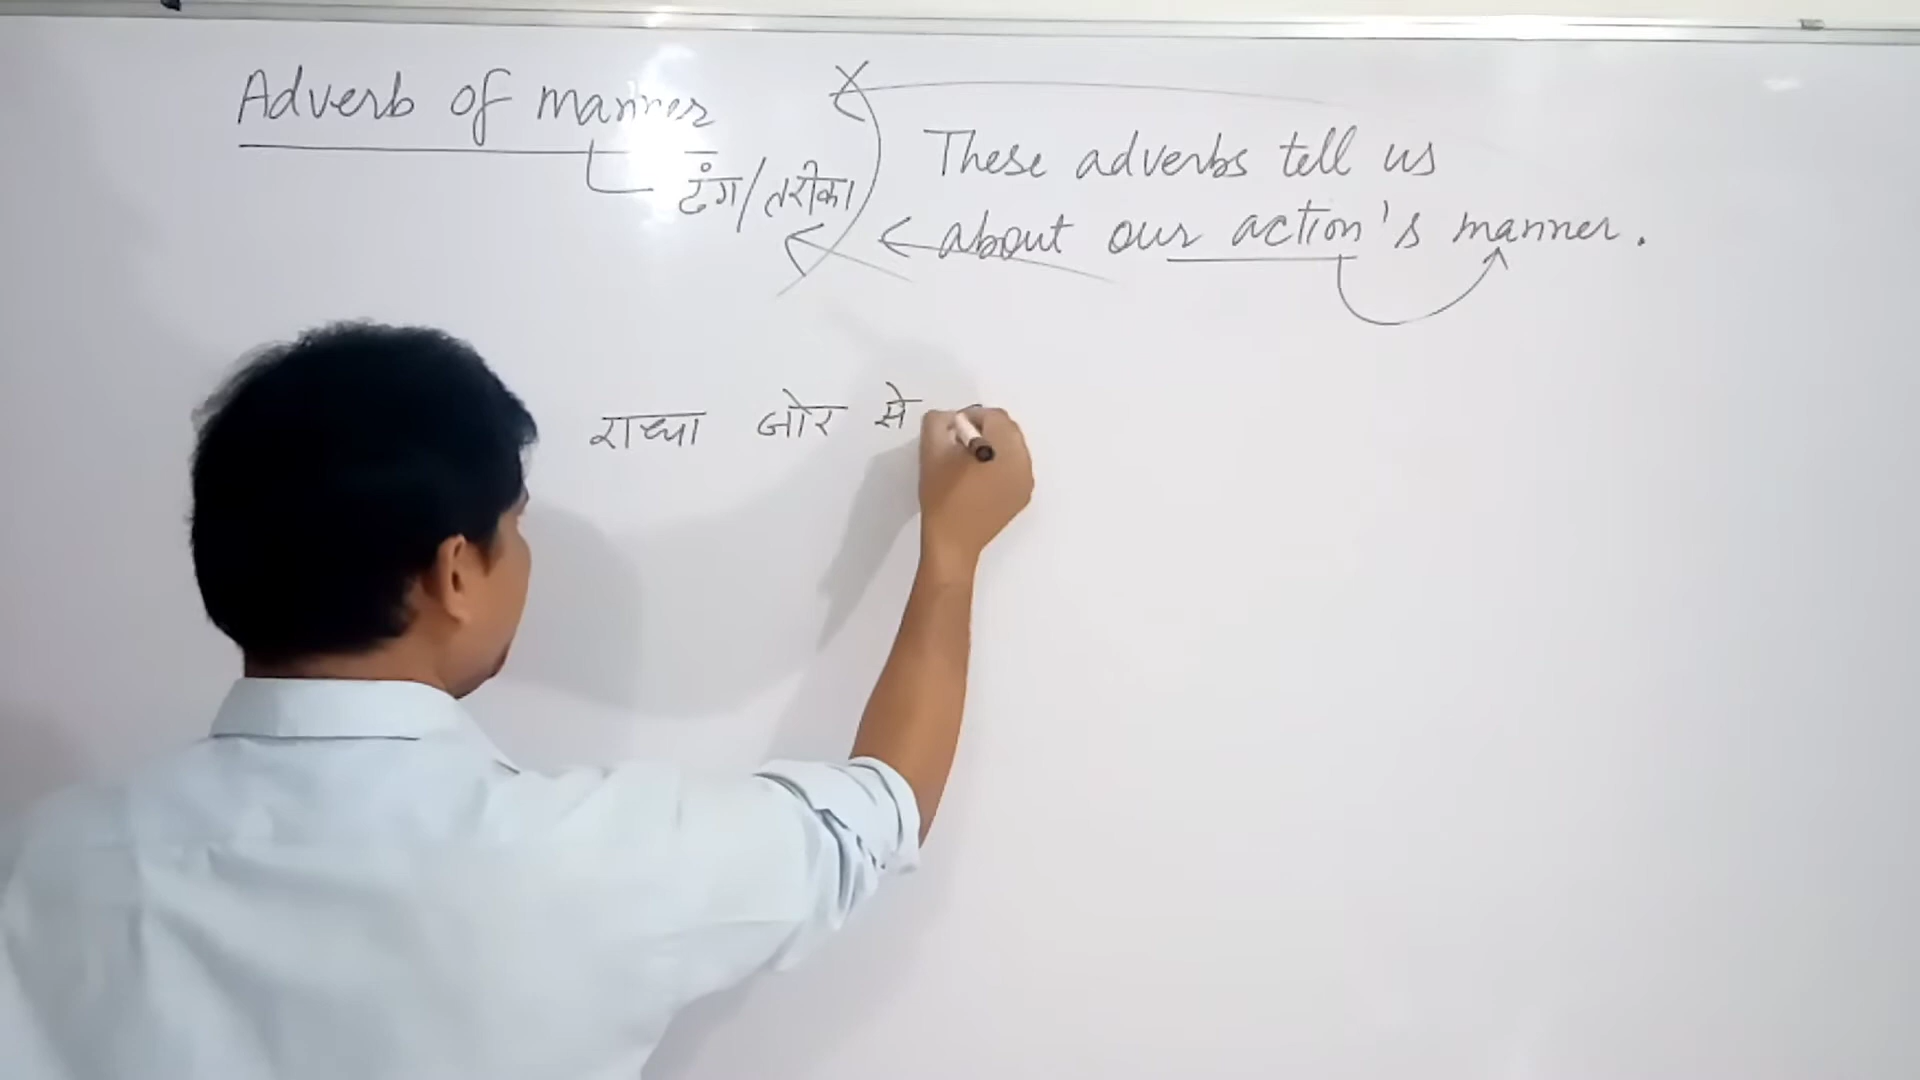 Adverb of manner
ढंग/तरीका
These adverbs tell us
about our action's manner.
राधा जोर से